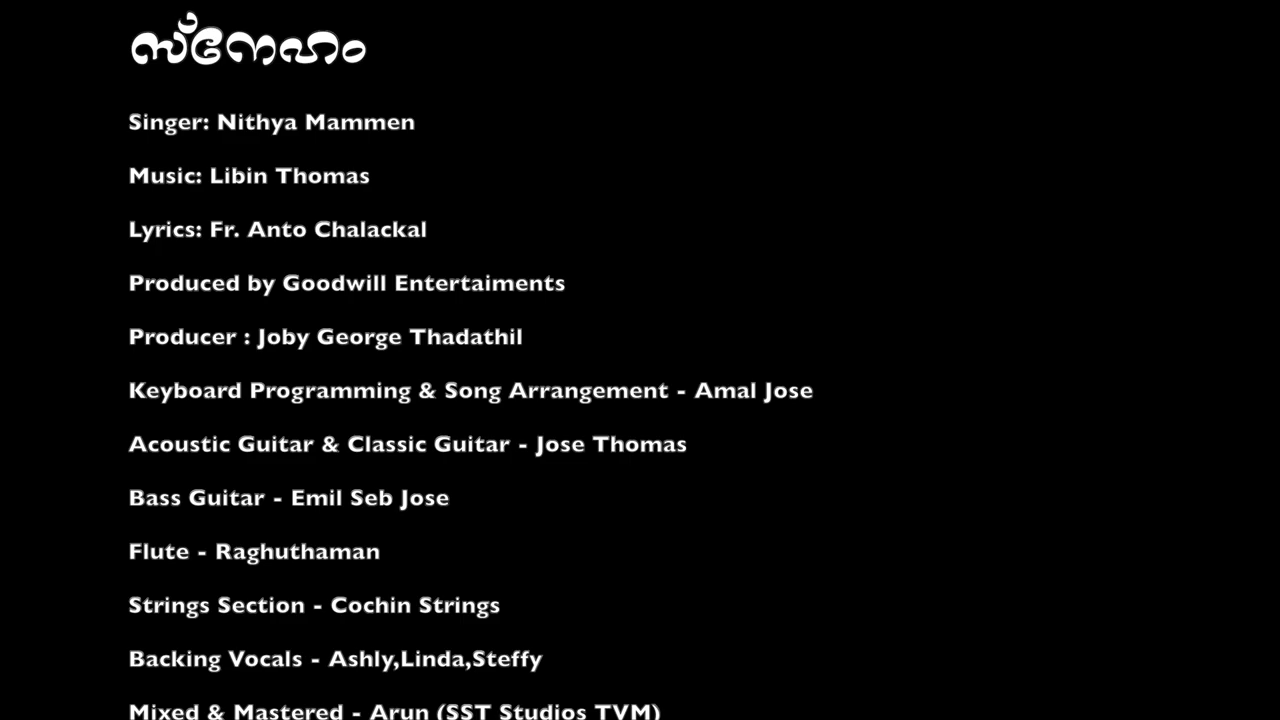 സ്നേഹം
Singer: Nithya Mammen
Music: Libin Thomas
Lyrics: Fr. Anto Chalackal
Produced by Goodwill Entertaiments
Producer : Joby George Thadathil
Keyboard Programming & Song Arrangement - Amal Jose
Acoustic Guitar & Classic Guitar - Jose Thomas
Bass Guitar - Emil Seb Jose
Flute - Raghuthaman
Strings Section - Cochin Strings
Backing Vocals - Ashly,Linda,Steffy
Mixed & Mastered - Arun (SST Studios TVM)